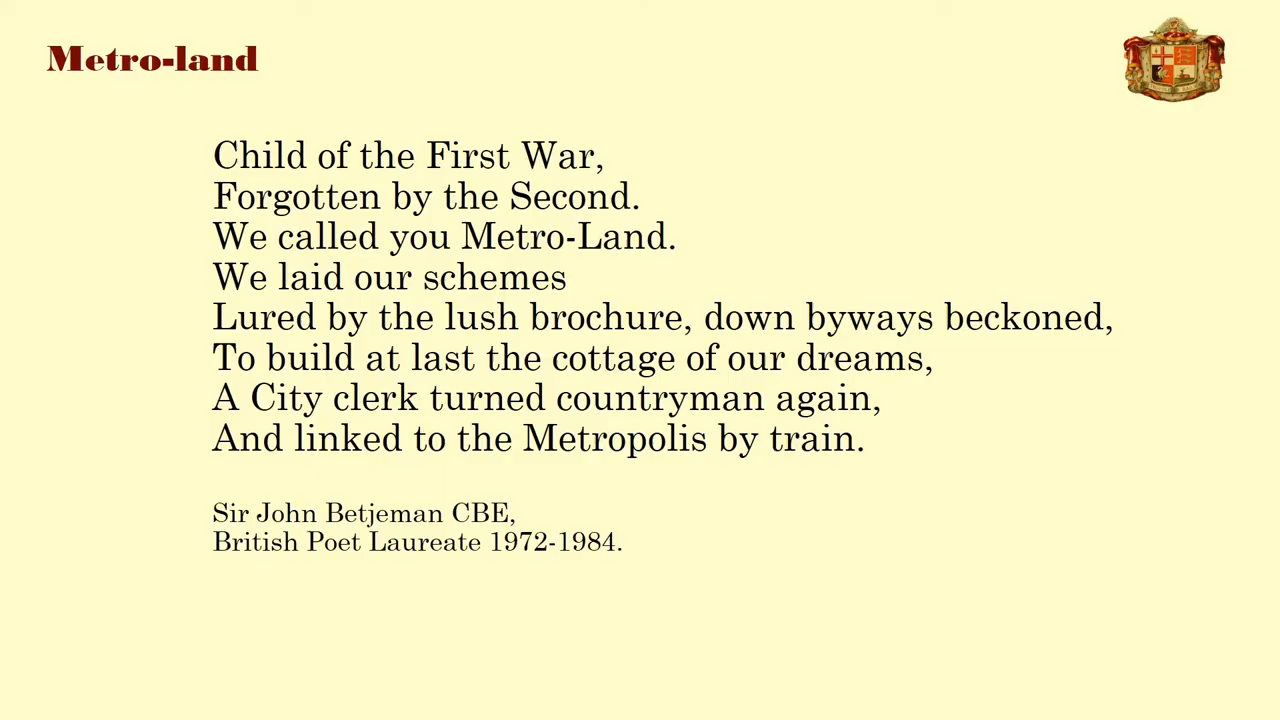 Metro-land
Child of the First War,
Forgotten by the Second.
We called you Metro-Land.
We laid our schemes
Lured by the lush brochure, down byways beckoned,
To build at last the cottage of our dreams,
A City clerk turned countryman again,
And linked to the Metropolis by train.
Sir John Betjeman CBE,
British Poet Laureate 1972-1984.